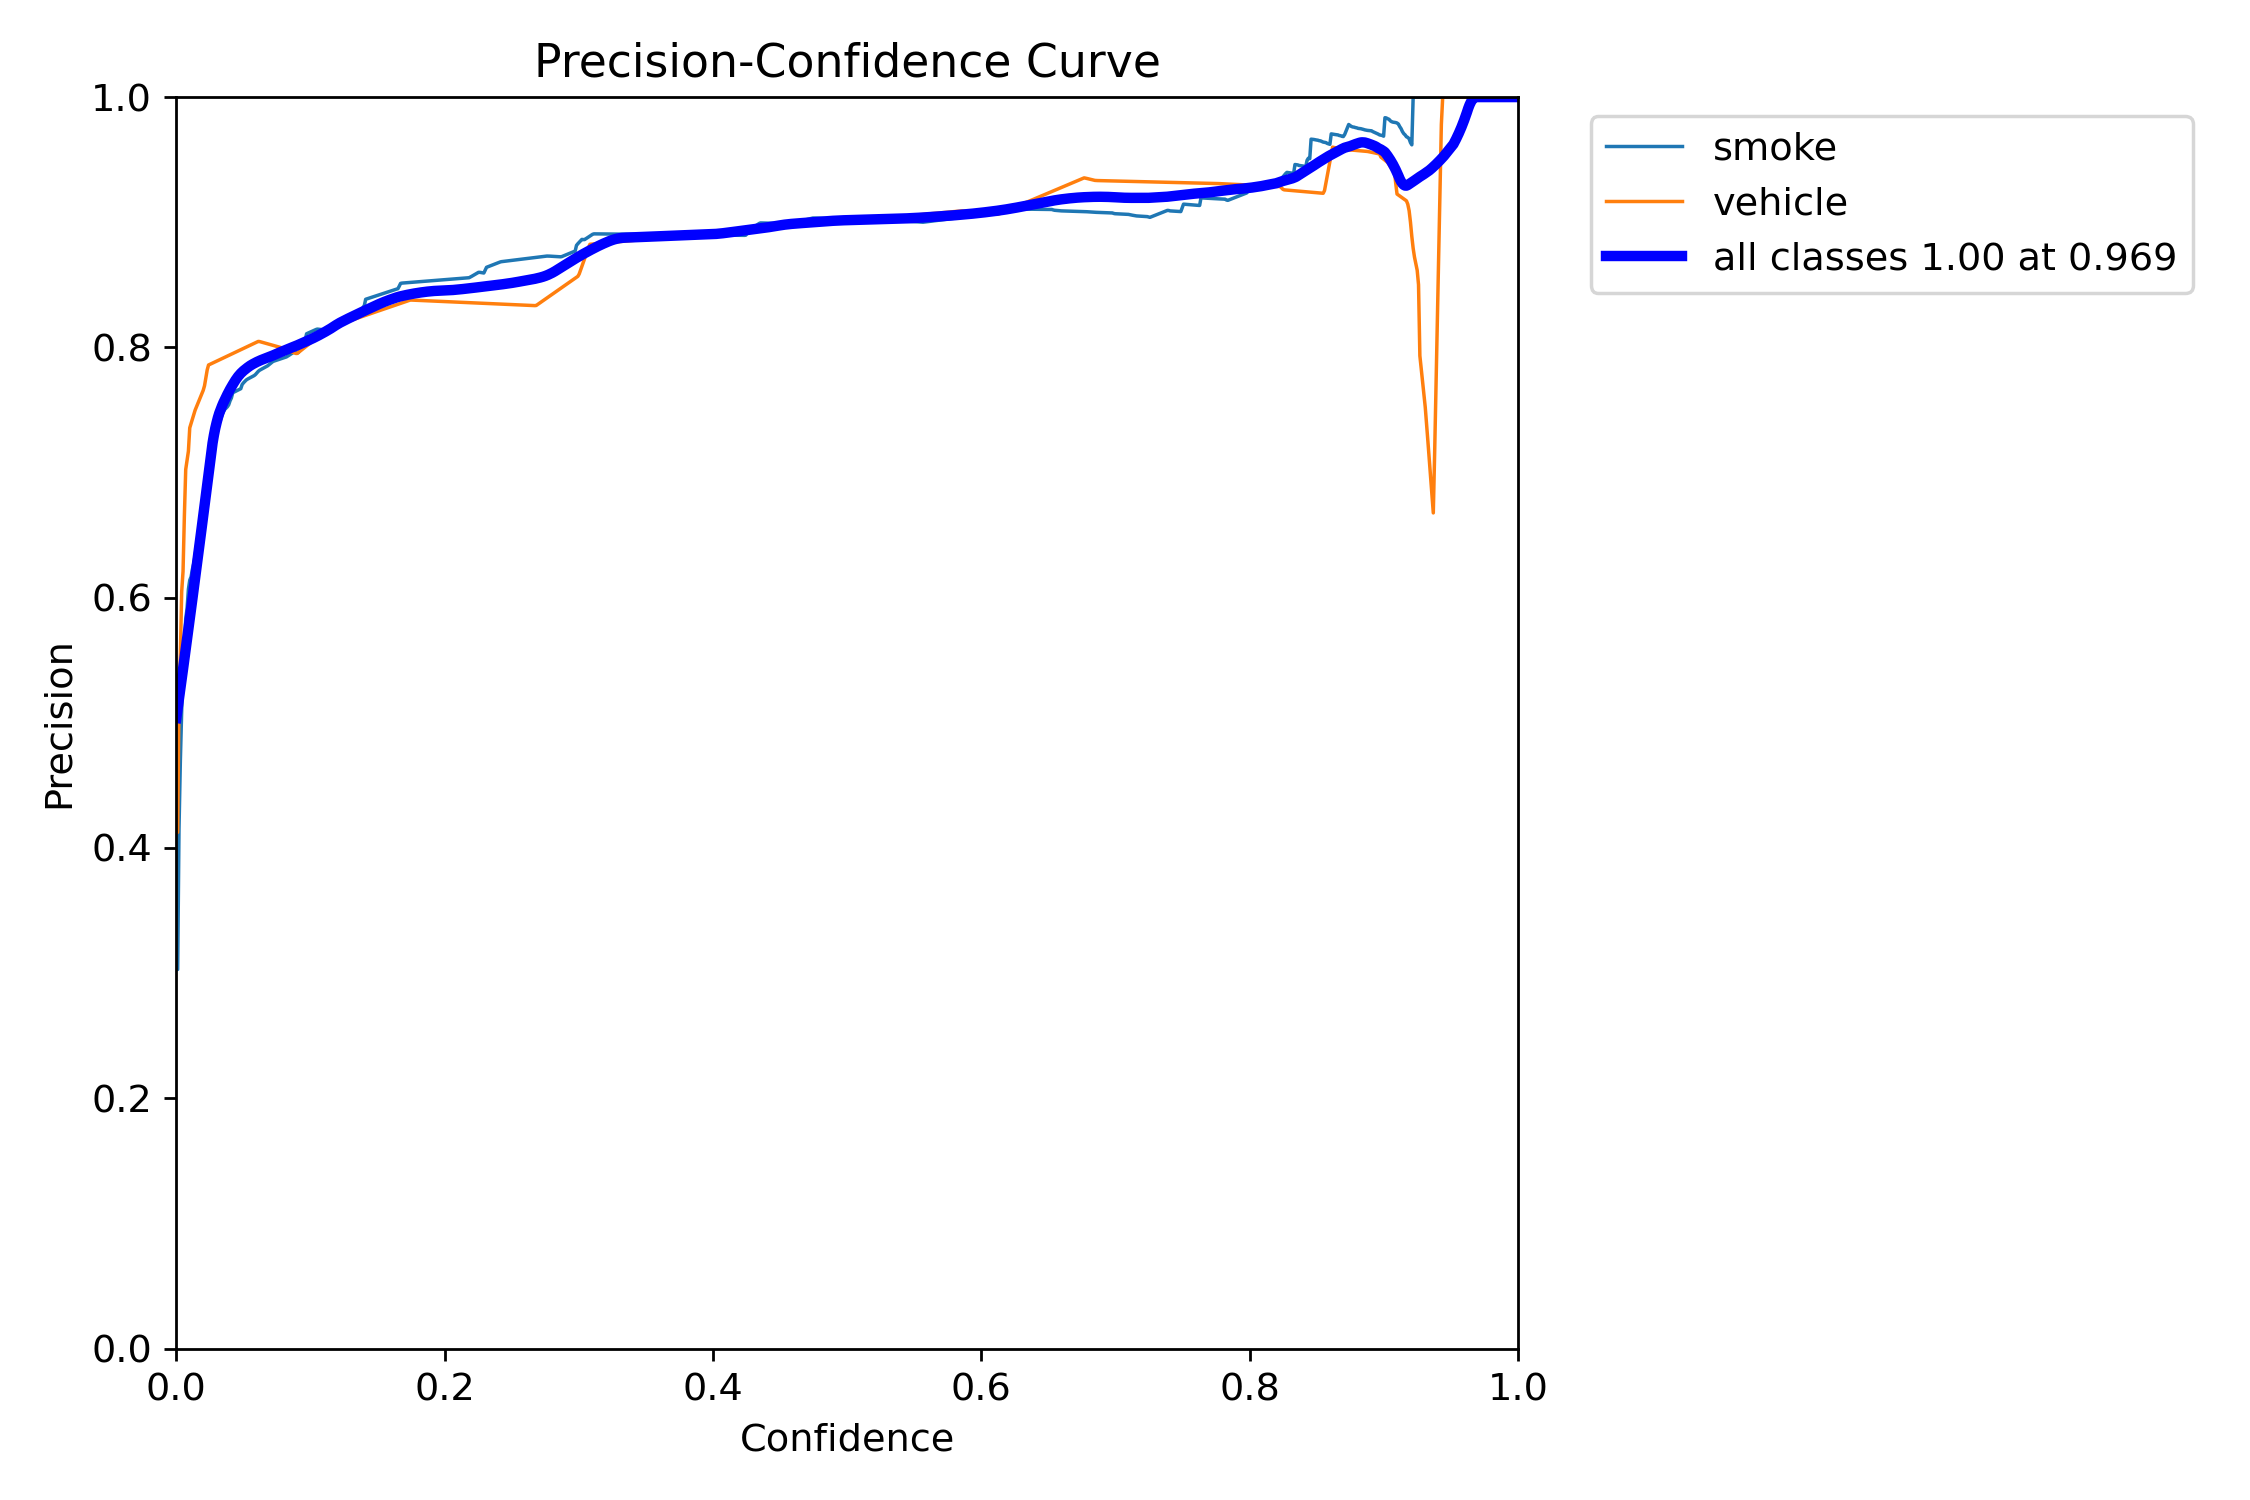 Precision-Confidence Curve
smoke
vehicle
all classes 1.00 at 0.969
1.0
0.8
0.6
0.4
0.2
0.0
Precision
0.0 0.2 0.4 0.6 0.8 1.0
Confidence